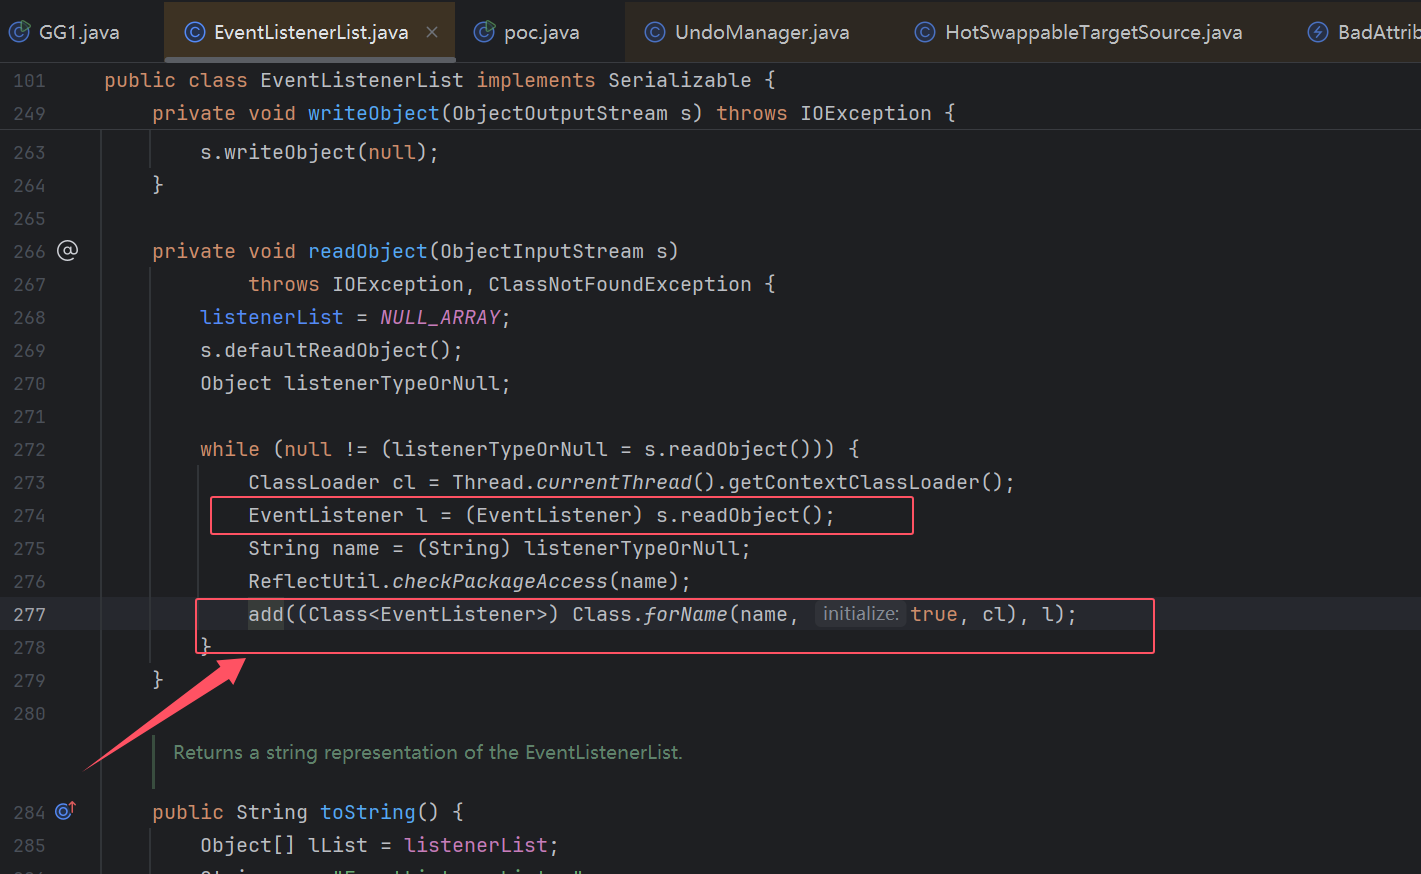 GG1.java
EventListenerList.java
poc.java
UndoManager.java
HotSwappableTargetSource.java
BadAttrib
101 public class EventListenerList implements Serializable {
249 private void writeObject(ObjectOutputStream s) throws IOException {
263 s.writeObject(null);
264 }
265
266 private void readObject(ObjectInputStream s)
267 throws IOException, ClassNotFoundException {
268 listenerList = NULL_ARRAY;
269 s.defaultReadObject();
270 Object listenerTypeOrNull;
271
272 while (null != (listenerTypeOrNull = s.readObject())) {
273 ClassLoader cl = Thread.currentThread().getContextClassLoader();
274 EventListener l = (EventListener) s.readObject();
275 String name = (String) listenerTypeOrNull;
276 ReflectUtil.checkPackageAccess(name);
277 add((Class<EventListener>) Class.forName(name, initialize: true, cl), l);
278 }
279 }
280
Returns a string representation of the EventListenerList.
284 public String toString() {
285 Object[] lList = listenerList;